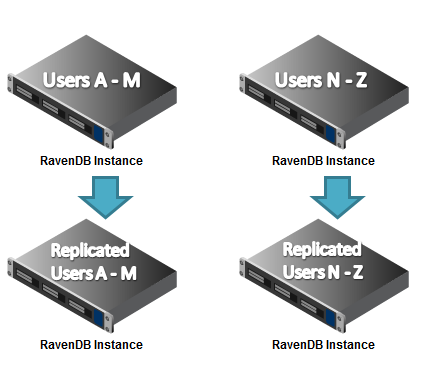 Users A - M
Users N - Z
RavenDB Instance
RavenDB Instance
Replicated
Users A - M
Replicated
Users N - Z
RavenDB Instance
RavenDB Instance